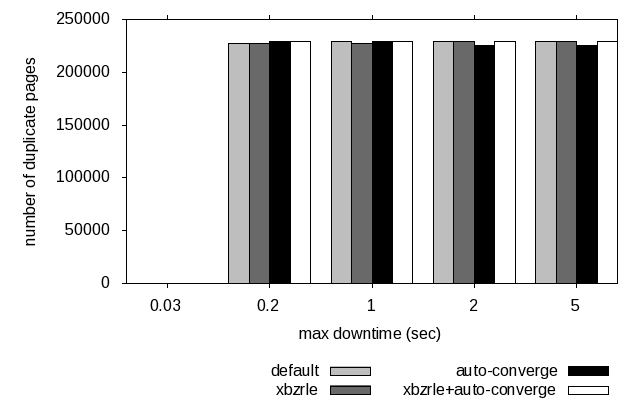 250000
200000
150000
100000
50000
0
number of duplicate pages
0.03 0.2 1 2 5
max downtime (sec)
default auto-converge
xbzrle xbzrle+auto-converge